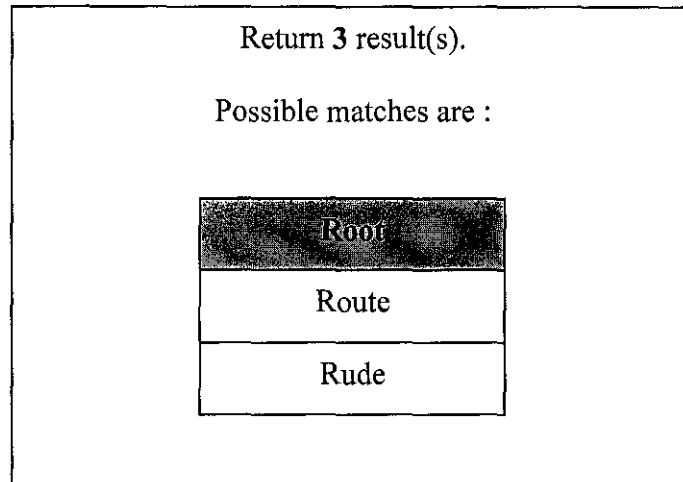 Return 3 result(s).
Possible matches are :
Root
Route
Rude